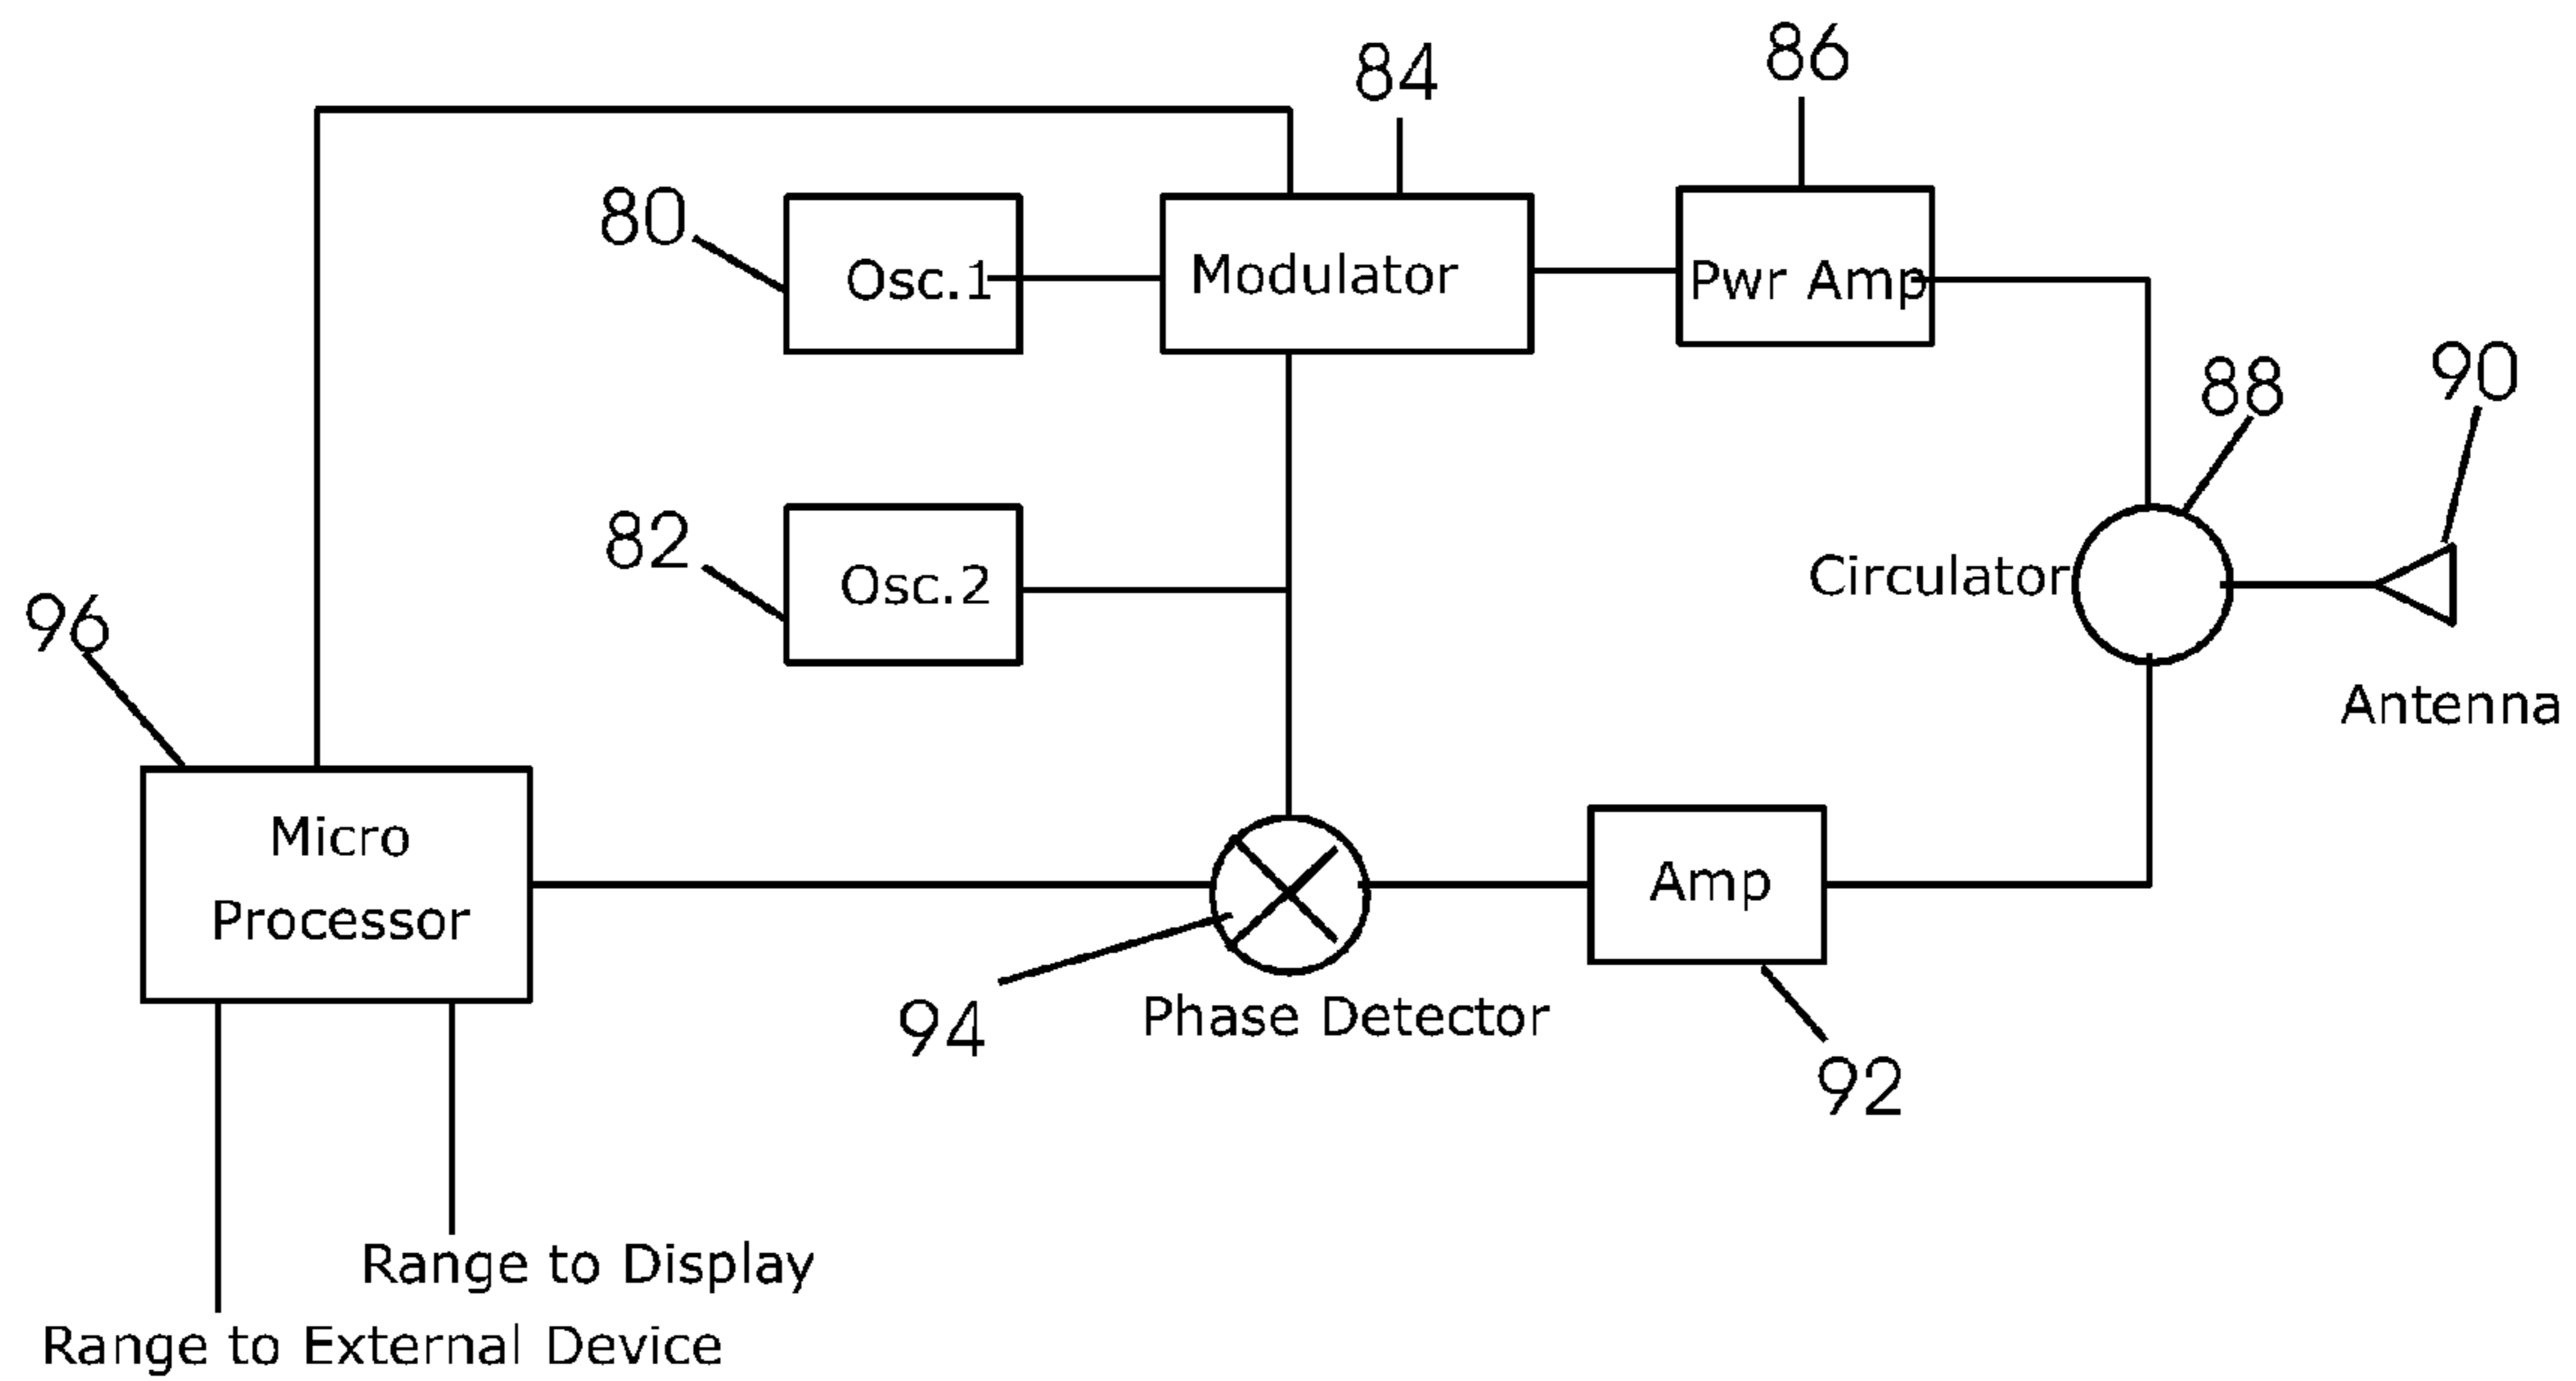 86
84
80
Osc.1
Modulator
Pwr Amp
88
90
82
Osc.2
Circulator
96
Antenna
Micro
Processor
Amp
94
Phase Detector
92
Range to Display
Range to External Device